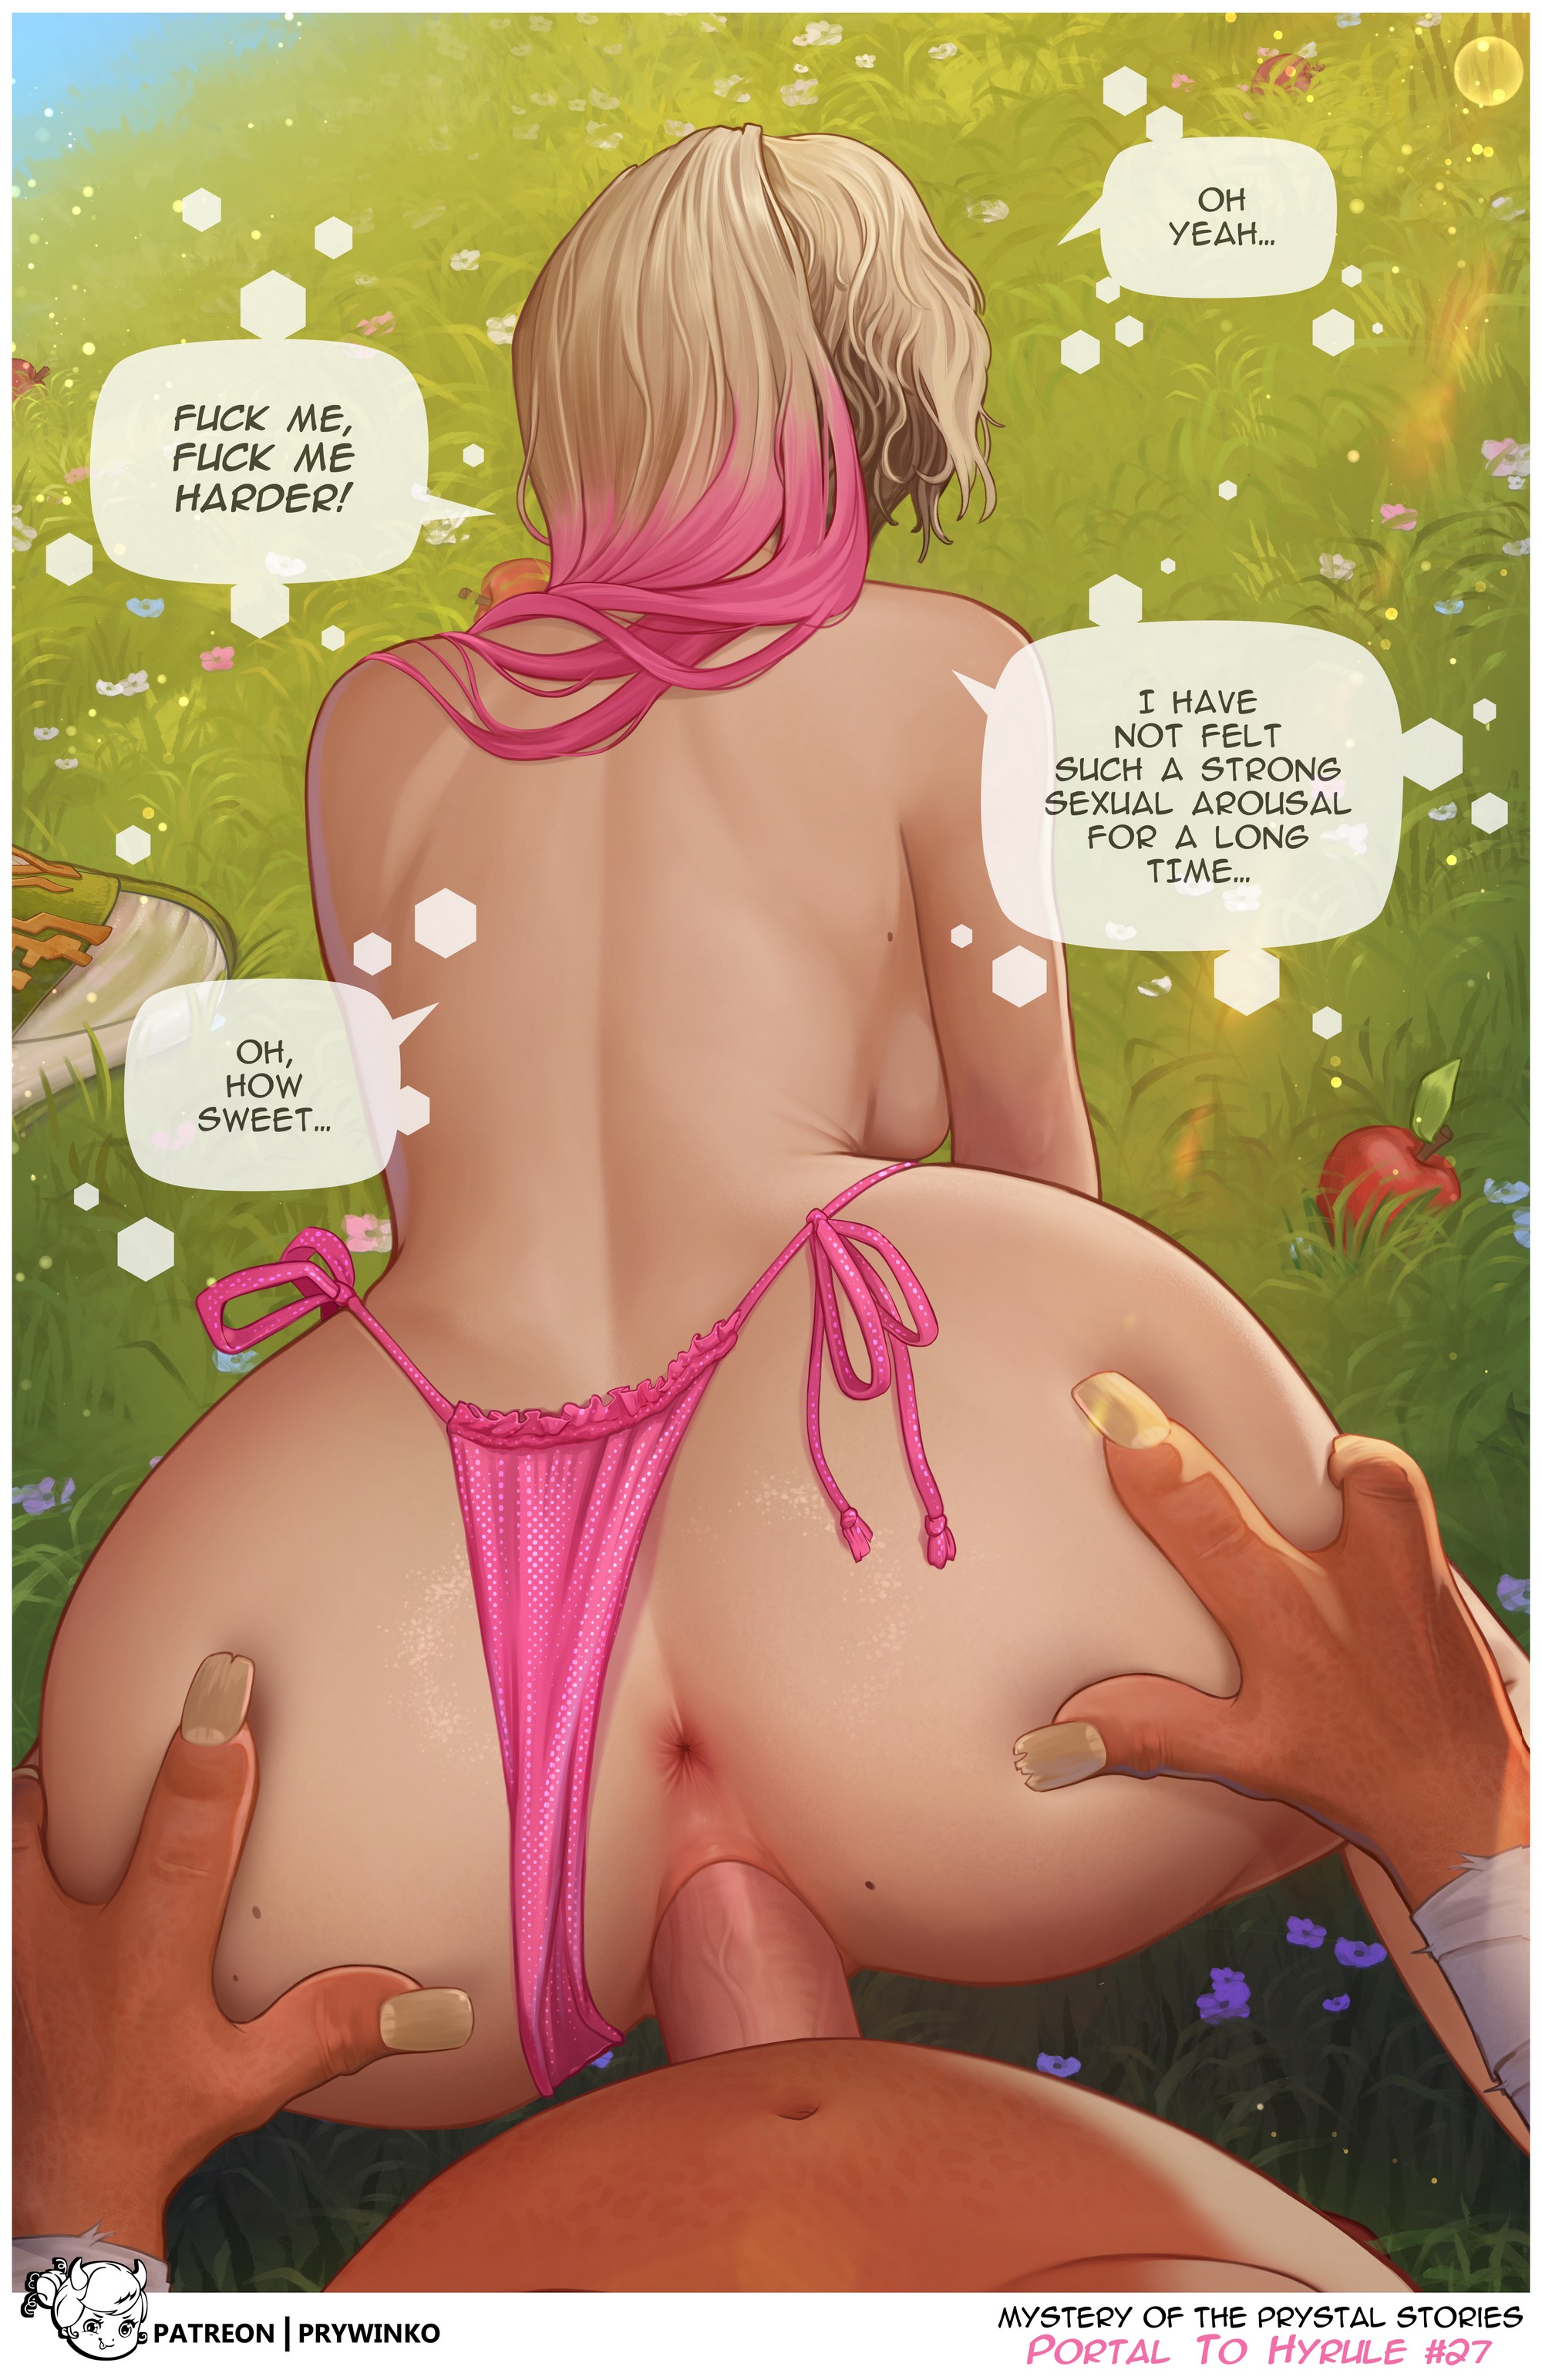 OH
YEAH...
FUCK ME,
FUCK ME
HARDER!
I HAVE
NOT FELT
SUCH A STRONG
SEXUAL AROUSAL
FOR A LONG
TIME...
OH,
HOW
SWEET...
PATREON | PRYWINKO
MYSTERY OF THE PRYSTAL STORIES
PORTAL TO HYRULE #27